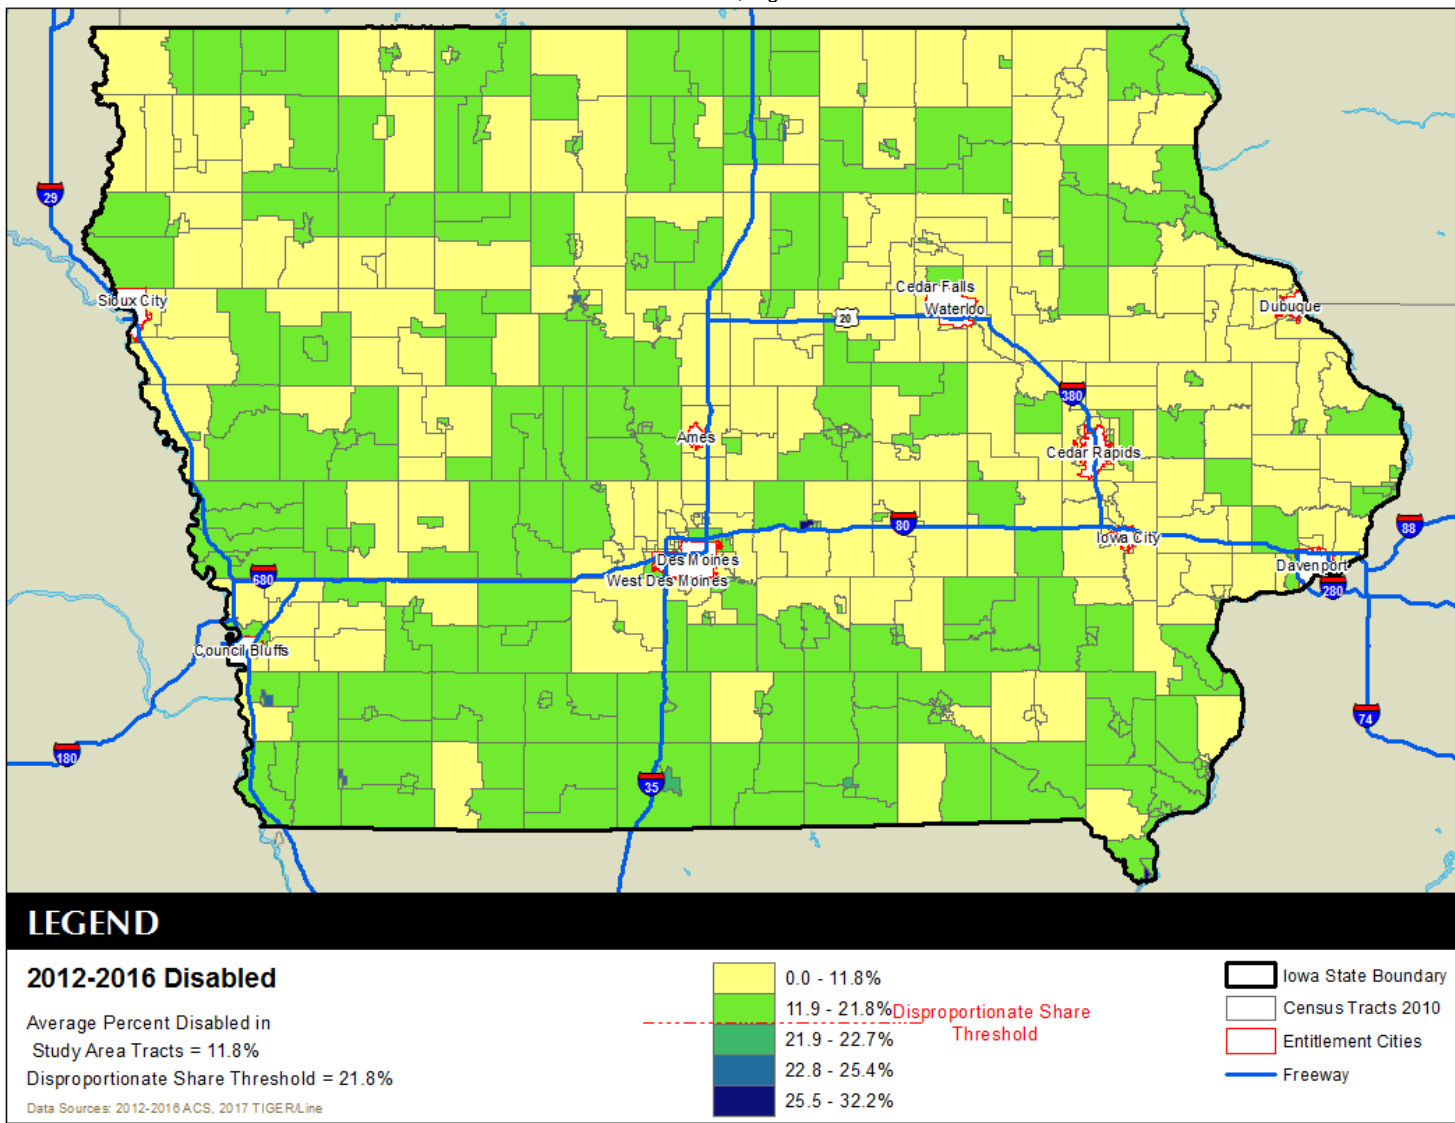 29
Sioux City
Cedar Falls
Waterloo
20
Dubuque
380
Ames
Cedar Rapids
80
88
Iowa City
Des Moines
West Des Moines
Davenport
680
280
Council Bluffs
74
180
35
LEGEND
2012-2016 Disabled
Average Percent Disabled in
Study Area Tracts = 11.8%
Disproportionate Share Threshold = 21.8%
Data Sources: 2012-2016 ACS, 2017 TIGER/Line
0.0 - 11.8%
11.9 - 21.8%
21.9 - 22.7%
22.8 - 25.4%
25.5 - 32.2%
Disproportionate Share
Threshold
Iowa State Boundary
Census Tracts 2010
Entitlement Cities
Freeway